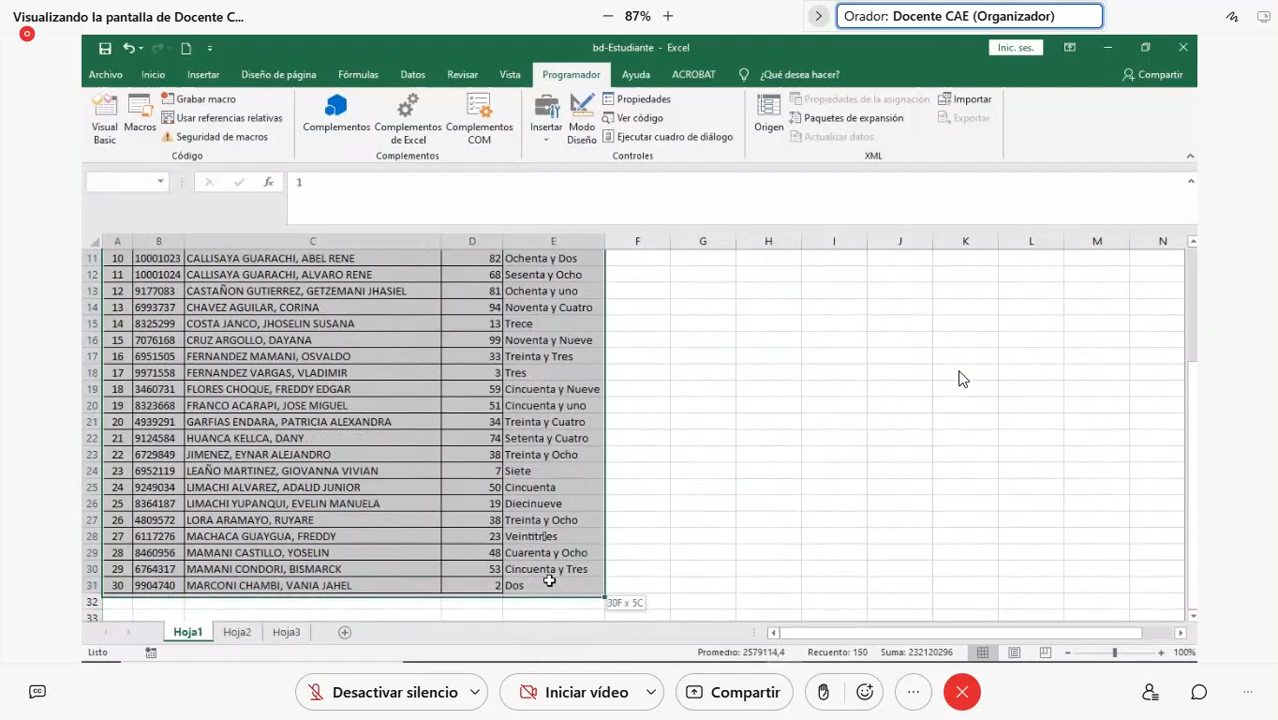 Visualizando la pantalla de Docente C...
87%
Orador: Docente CAE (Organizador)
bd-Estudiante - Excel
Inic. ses.
Archivo Inicio Insertar Diseño de página Fórmulas Datos Revisar Vista Programador Ayuda ACROBAT ¿Qué desea hacer? Compartir
Visual Basic
Macros
Grabar macro
Usar referencias relativas
Seguridad de macros
Código
Complementos
Complementos de Excel
Complementos COM
Complementos
Insertar
Modo Diseño
Propiedades
Ver código
Ejecutar cuadro de diálogo
Controles
Origen
Propiedades de la asignación
Paquetes de expansión
Actualizar datos
Importar
Exportar
XML
fx 1
A B C D E F G H I J K L M N
11 10 10001023 CALLISAYA GUARACHI, ABEL RENE 82 Ochenta y Dos
12 11 10001024 CALLISAYA GUARACHI, ALVARO RENE 68 Sesenta y Ocho
13 12 9177083 CASTAÑON GUTIERREZ, GETZEMANI JHASIEL 81 Ochenta y uno
14 13 6993737 CHAVEZ AGUILAR, CORINA 94 Noventa y Cuatro
15 14 8325299 COSTA JANCO, JHOSELIN SUSANA 13 Trece
16 15 7076168 CRUZ ARGOLLO, DAYANA 99 Noventa y Nueve
17 16 6951505 FERNANDEZ MAMANI, OSVALDO 33 Treinta y Tres
18 17 9971558 FERNANDEZ VARGAS, VLADIMIR 3 Tres
19 18 3460731 FLORES CHOQUE, FREDDY EDGAR 59 Cincuenta y Nueve
20 19 8323668 FRANCO ACARAPI, JOSE MIGUEL 51 Cincuenta y uno
21 20 4939291 GARFIAS ENDARA, PATRICIA ALEXANDRA 34 Treinta y Cuatro
22 21 9124584 HUANCA KELLCA, DANY 74 Setenta y Cuatro
23 22 6729849 JIMENEZ, EYNAR ALEJANDRO 38 Treinta y Ocho
24 23 6952119 LEAÑO MARTINEZ, GIOVANNA VIVIAN 7 Siete
25 24 9249034 LIMACHI ALVAREZ, ADALID JUNIOR 50 Cincuenta
26 25 8364187 LIMACHI YUPANQUI, EVELIN MANUELA 19 Diecinueve
27 26 4809572 LORA ARAMAYO, RUYARE 38 Treinta y Ocho
28 27 6117276 MACHACA GUAYGUA, FREDDY 23 Veintitres
29 28 8460956 MAMANI CASTILLO, YOSELIN 48 Cuarenta y Ocho
30 29 6764317 MAMANI CONDORI, BISMARCK 53 Cincuenta y Tres
31 30 9904740 MARCONI CHAMBI, VANIA JAHEL 2 Dos
32 30F x 5C
33
Hoja1 Hoja2 Hoja3
Listo Promedio: 2579114,4 Recuento: 150 Suma: 232120296 100%
Desactivar silencio Iniciar vídeo Compartir